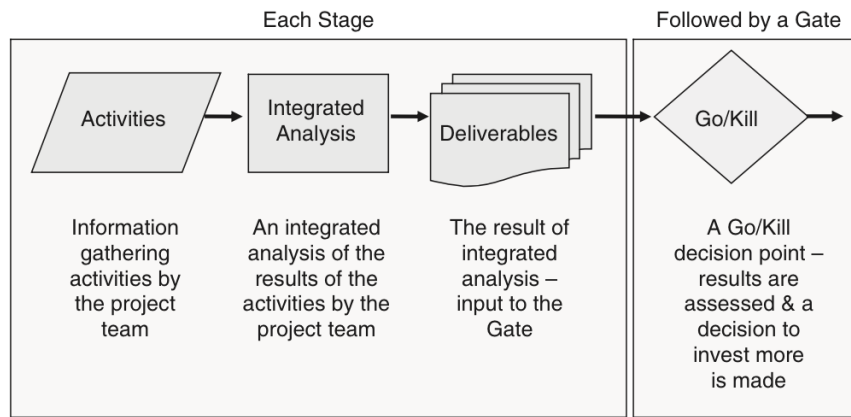 Each Stage
Followed by a Gate
Activities
Integrated
Analysis
Deliverables
Go/Kill
Information
gathering
activities by
the project
team
An integrated
analysis of the
results of the
activities by the
project team
The result of
integrated
analysis –
input to the
Gate
A Go/Kill
decision point –
results are
assessed & a
decision to
invest more
is made